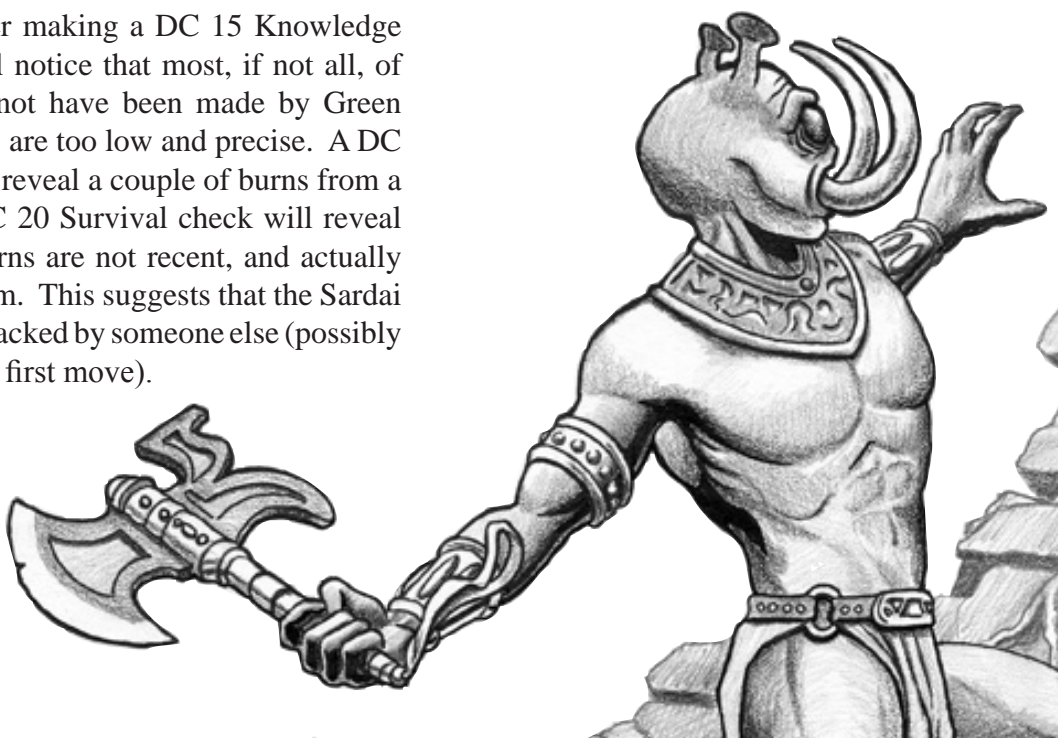 er making a DC 15 Knowledge
l notice that most, if not all, of
not have been made by Green
are too low and precise. A DC
reveal a couple of burns from a
C 20 Survival check will reveal
rns are not recent, and actually
m. This suggests that the Sardai
acked by someone else (possibly
first move).